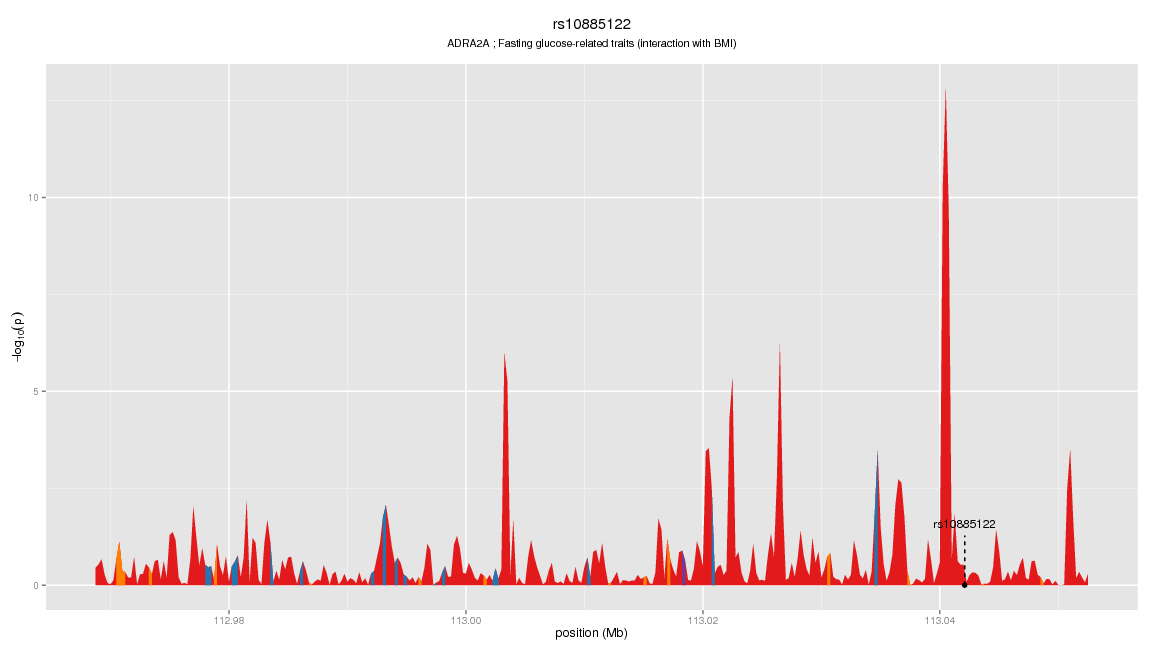 rs10885122
ADRA2A ; Fasting glucose-related traits (interaction with BMI)
−log10(p)
10
5
0
rs10885122
112.98
113.00
113.02
113.04
position (Mb)